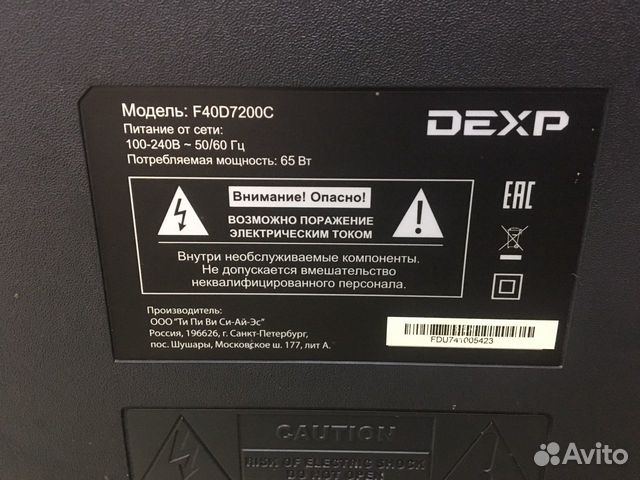 Модель: F40D7200C
DEXP
Питание от сети:
100-240В ~ 50/60 Гц
Потребляемая мощность: 65 Вт
Внимание! Опасно!
ВОЗМОЖНО ПОРАЖЕНИЕ
ЭЛЕКТРИЧЕСКИМ ТОКОМ
Внутри необслуживаемые компоненты.
Не допускается вмешательство
неквалифицированного персонала.
EAC
Производитель:
ООО "Ти Пи Ви Си-Ай-Эс"
Россия, 196626, г. Санкт-Петербург,
пос. Шушары, Московское ш. 177, лит А.
FDU741005423
CAUTION
RISK OF ELECTRIC SHOCK
DO NOT OPEN
Avito